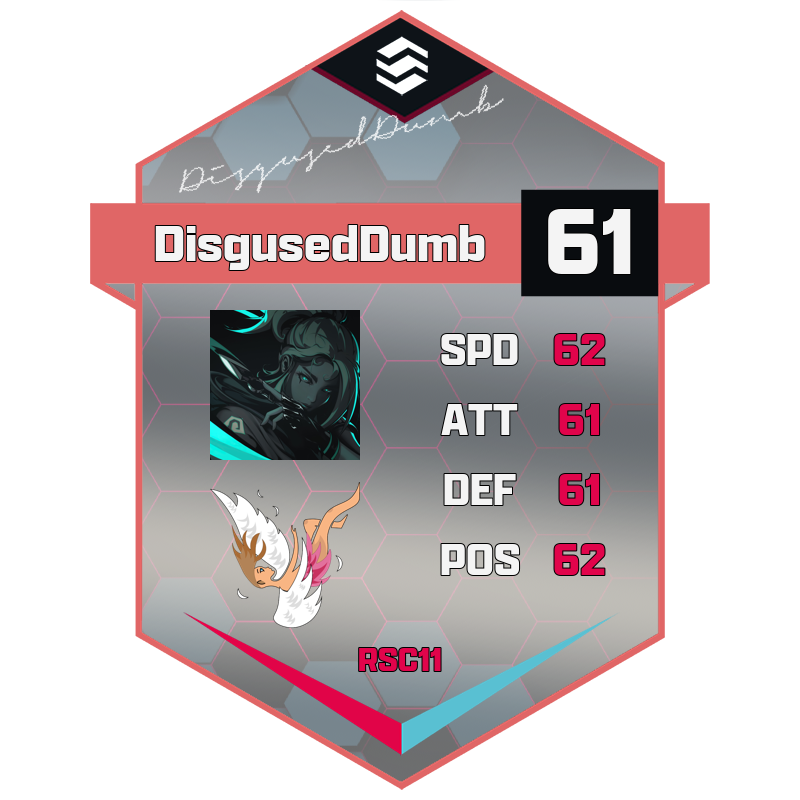 DisgusedDumb
DisgusedDumb 61
SPD 62
ATT 61
DEF 61
POS 62
RSC11